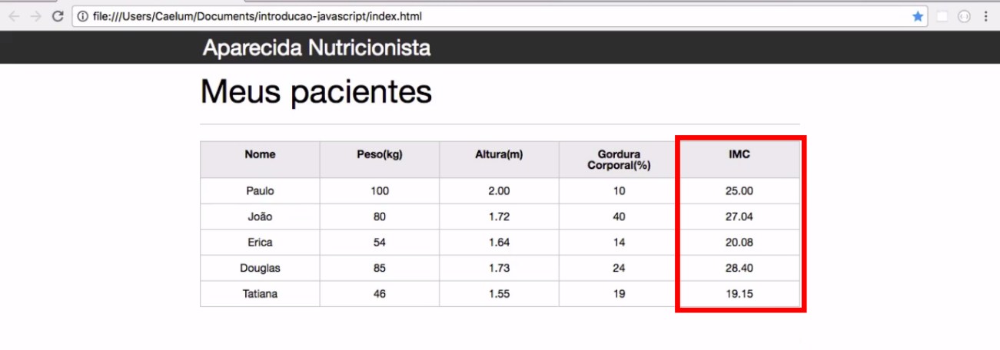 file:///Users/Caelum/Documents/introducao-javascript/index.html
Aparecida Nutricionista
Meus pacientes
Nome Peso(kg) Altura(m) Gordura Corporal(%) IMC
Paulo 100 2.00 10 25.00
João 80 1.72 40 27.04
Erica 54 1.64 14 20.08
Douglas 85 1.73 24 28.40
Tatiana 46 1.55 19 19.15